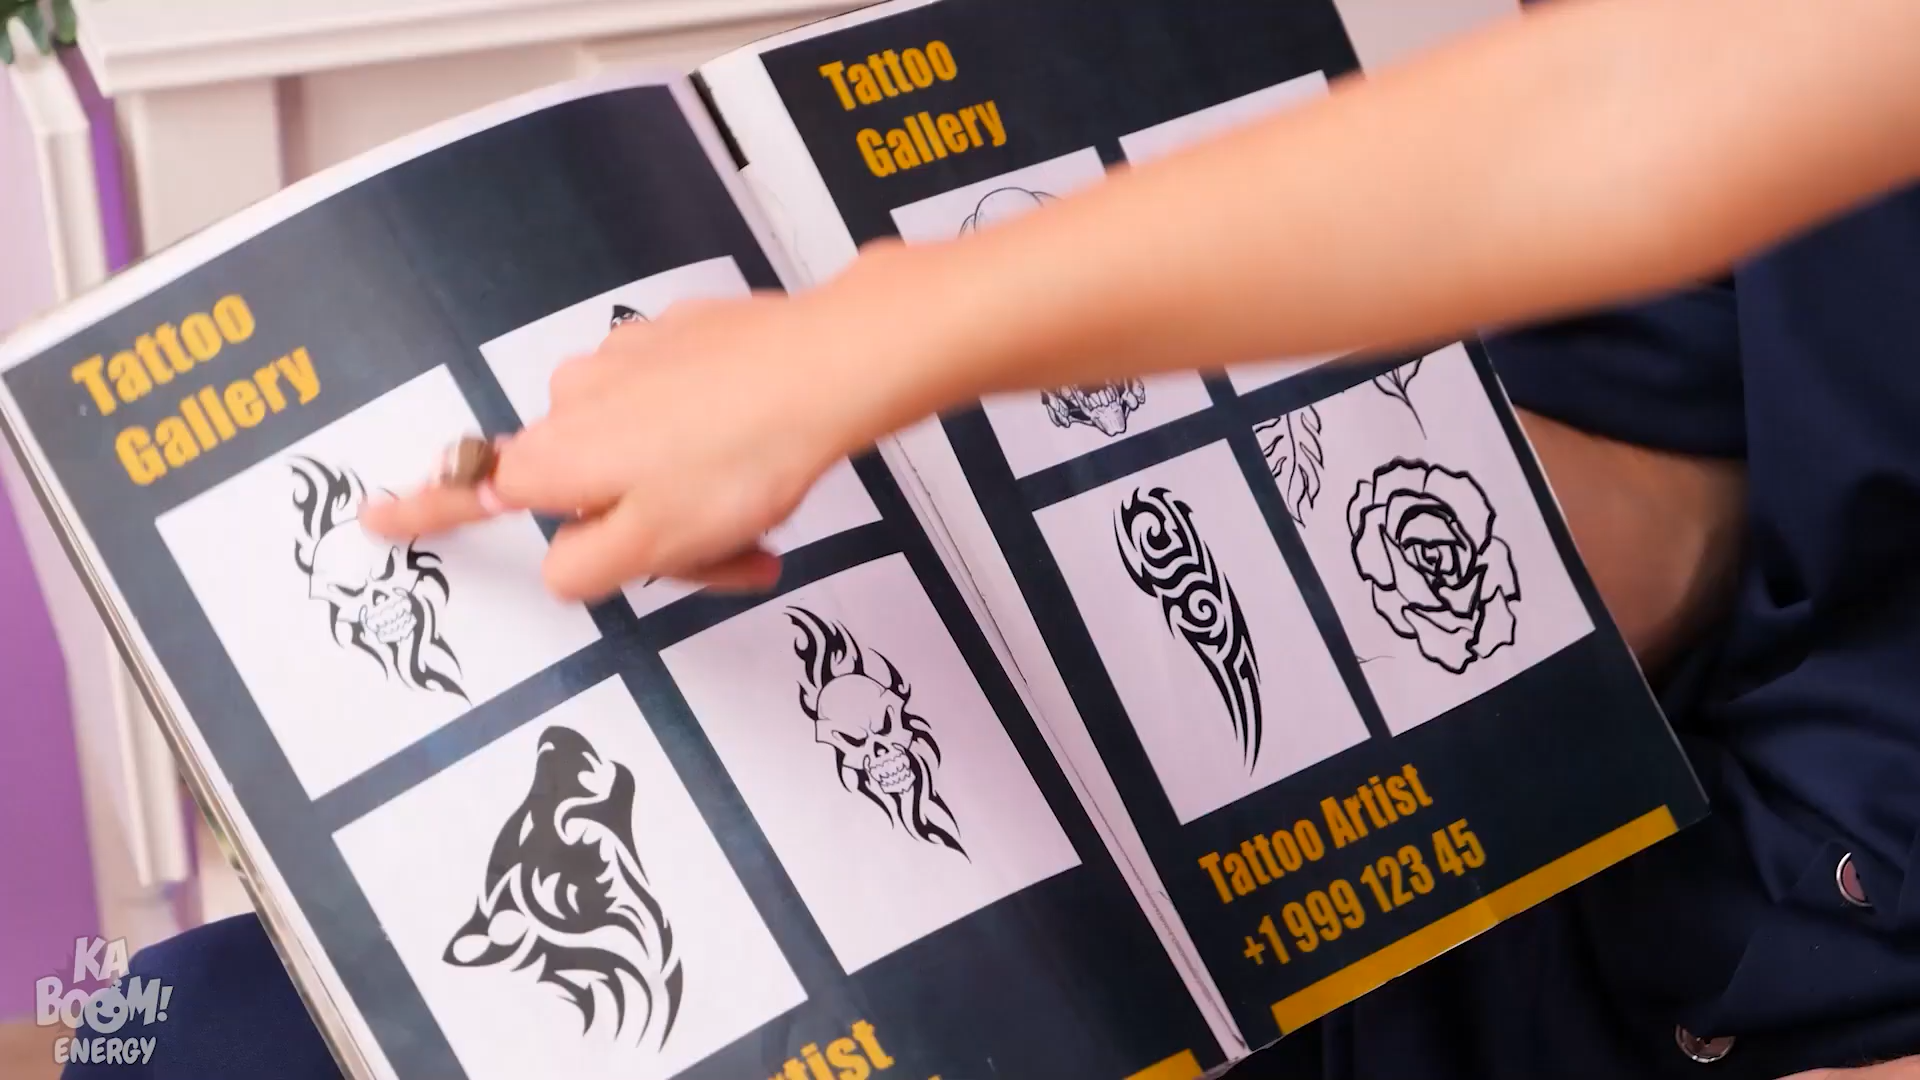 Tattoo
Gallery
Tattoo
Gallery
Tattoo Artist
+1 999 123 45
KA
BOOM!
ENERGY